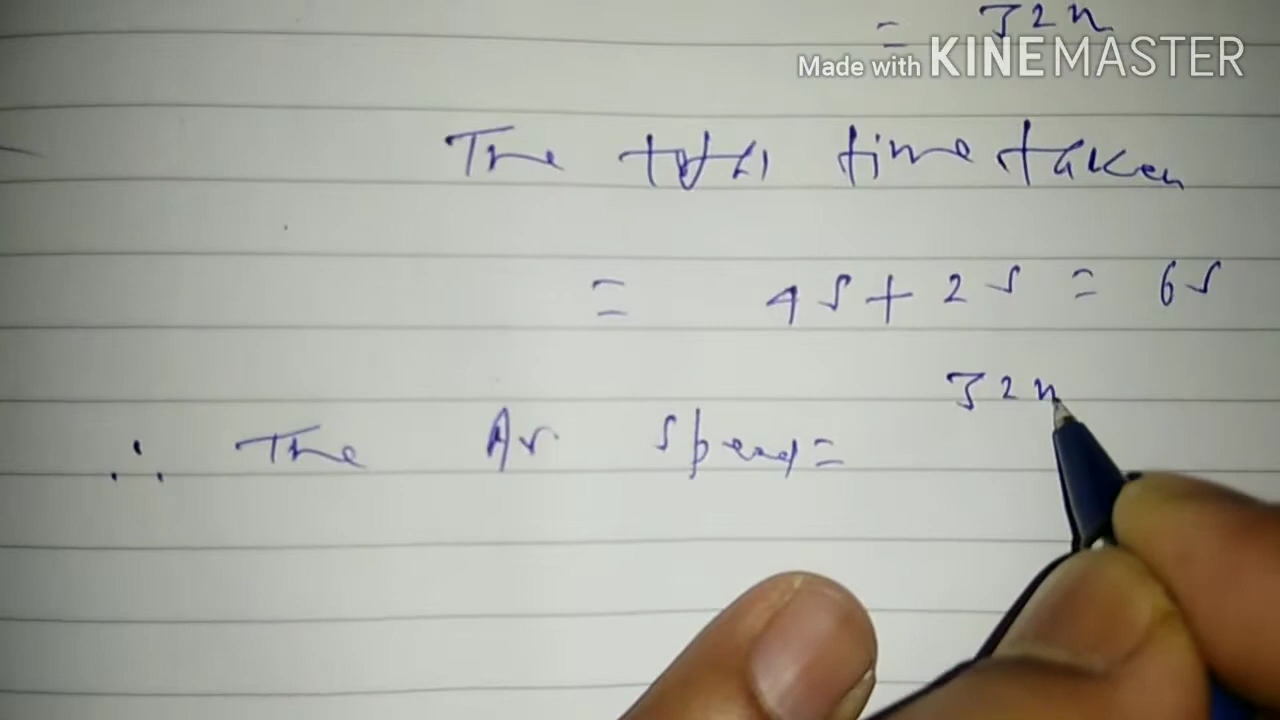 = 32m
Made with KINEMASTER
The total time taken
= 4s + 2s = 6s
32m
∴ The Av. speed =